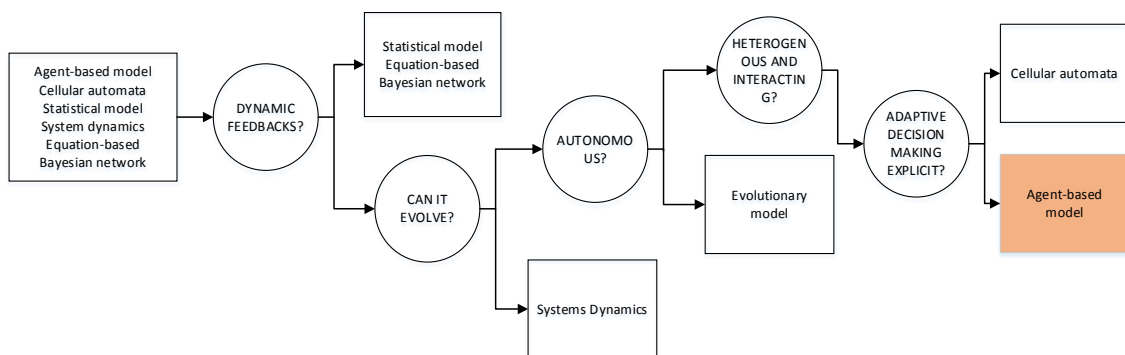 Agent-based model
Cellular automata
Statistical model
System dynamics
Equation-based
Bayesian network
DYNAMIC
FEEDBACKS?
Statistical model
Equation-based
Bayesian network
CAN IT
EVOLVE?
AUTONOMO
US?
Systems Dynamics
HETEROGEN
OUS AND
INTERACTIN
G?
Evolutionary
model
ADAPTIVE
DECISION
MAKING
EXPLICIT?
Cellular automata
Agent-based
model